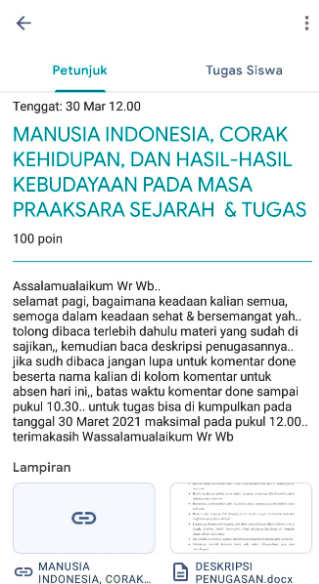 Petunjuk
Tugas Siswa
Tenggat: 30 Mar 12.00
MANUSIA INDONESIA, CORAK
KEHIDUPAN, DAN HASIL-HASIL
KEBUDAYAAN PADA MASA
PRAAKSARA SEJARAH & TUGAS
100 poin
Assalamualaikum Wr Wb..
selamat pagi, bagaimana keadaan kalian semua,
semoga dalam keadaan sehat & bersemangat yah..
tolong dibaca terlebih dahulu materi yang sudah di
sajikan,, kemudian baca deskripsi penugasannya..
jika sudh dibaca jangan lupa untuk komentar done
beserta nama kalian di kolom komentar untuk
absen hari ini,, batas waktu komentar done sampai
pukul 10.30.. untuk tugas bisa di kumpulkan pada
tanggal 30 Maret 2021 maksimal pada pukul 12.00..
terimakasih Wassalamualaikum Wr Wb
Lampiran
MANUSIA
INDONESIA, CORAK...
DESKRIPSI
PENUGASAN.docx